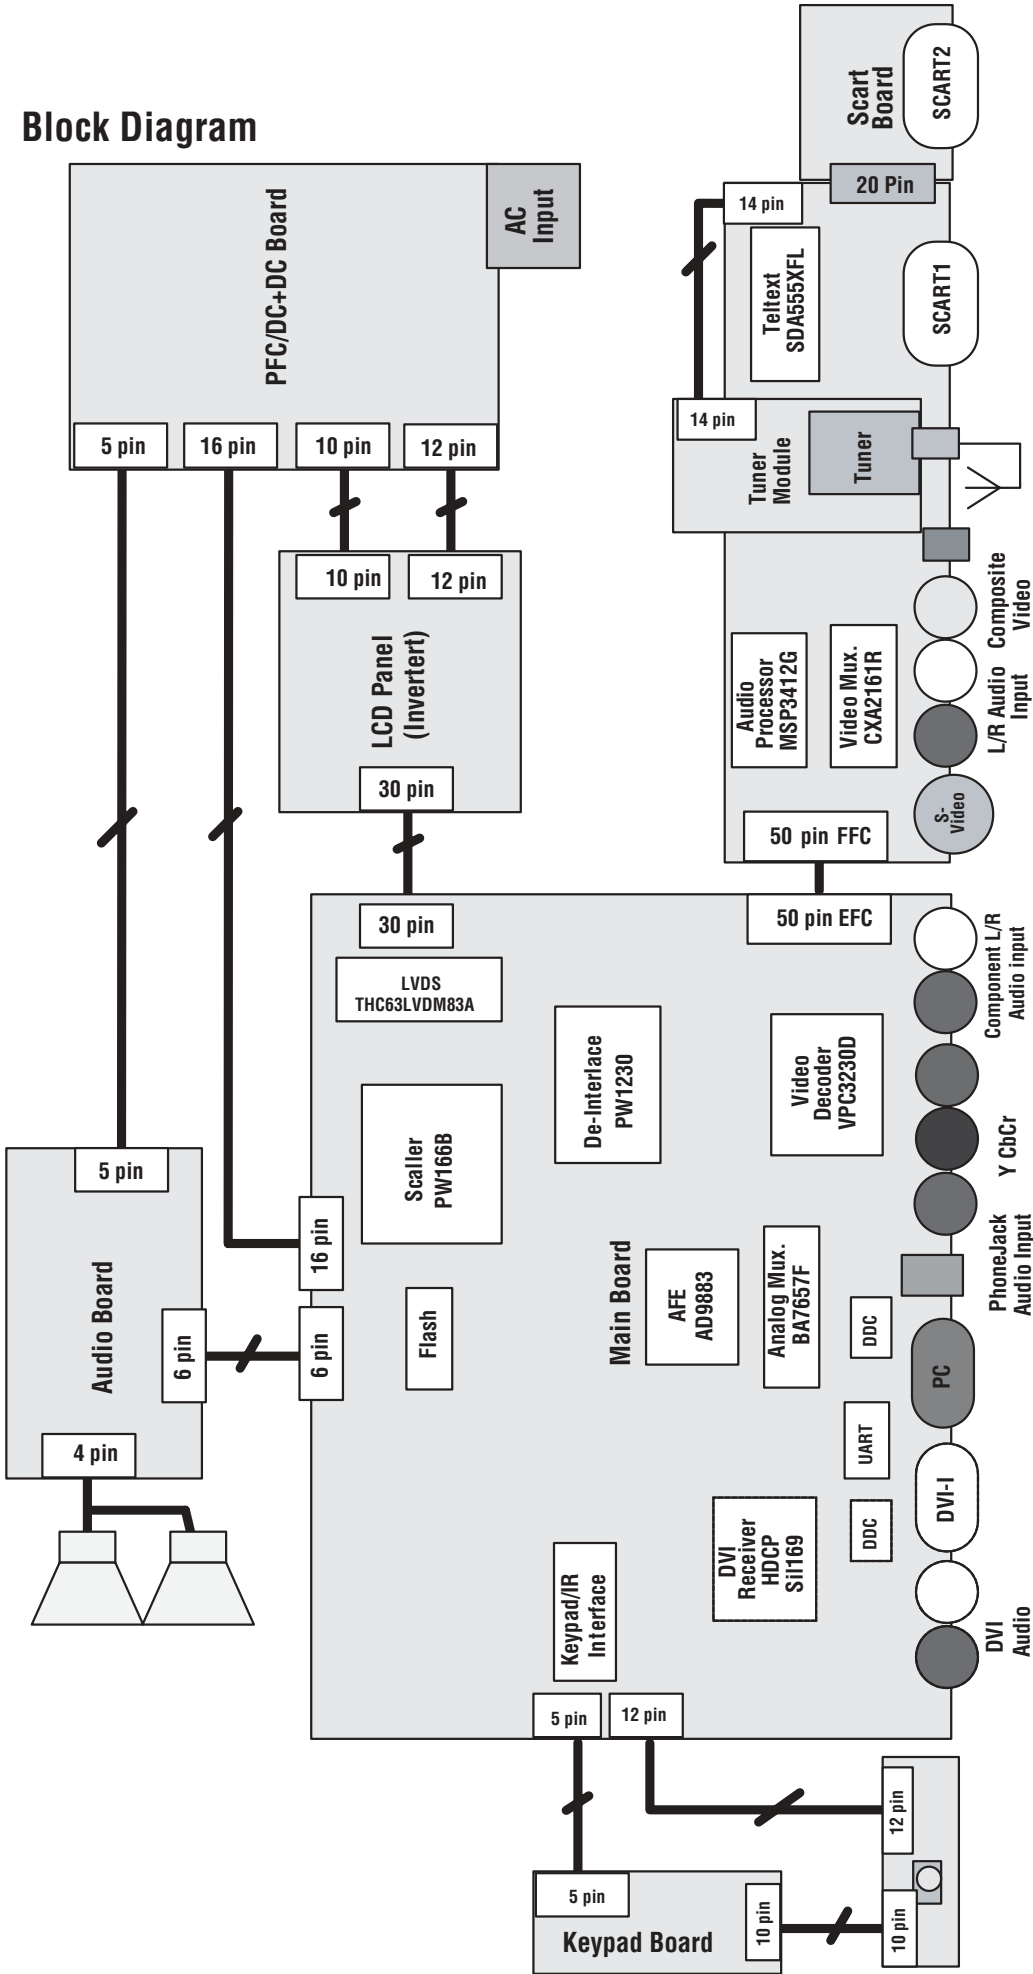 Block Diagram
Scart
Board
SCART2
20 Pin
14 pin
Teltext
SDA555XFL
SCART1
14 pin
Tuner
Module
Tuner
PFC/DC+DC Board
AC
Input
5 pin
16 pin
10 pin
12 pin
10 pin
12 pin
LCD Panel
(Invertert)
30 pin
Audio
Processor
MSP3412G
Video Mux.
CXA2161R
Composite
Video
L/R Audio
Input
S-
Video
50 pin FFC
50 pin EFC
30 pin
LVDS
THC63LVDM83A
De-Interlace
PW1230
Video
Decoder
VPC3230D
Component L/R
Audio input
Scaller
PW166B
Y CbCr
5 pin
Audio Board
6 pin
4 pin
16 pin
6 pin
Flash
Main Board
AFE
AD9883
Analog Mux.
BA7657F
DDC
PhoneJack
Audio Input
PC
UART
DVI-I
DVI
Receiver
HDCP
Sil169
DDC
Keypad/IR
Interface
DVI
Audio
5 pin
12 pin
12 pin
5 pin
10 pin
10 pin
Keypad Board